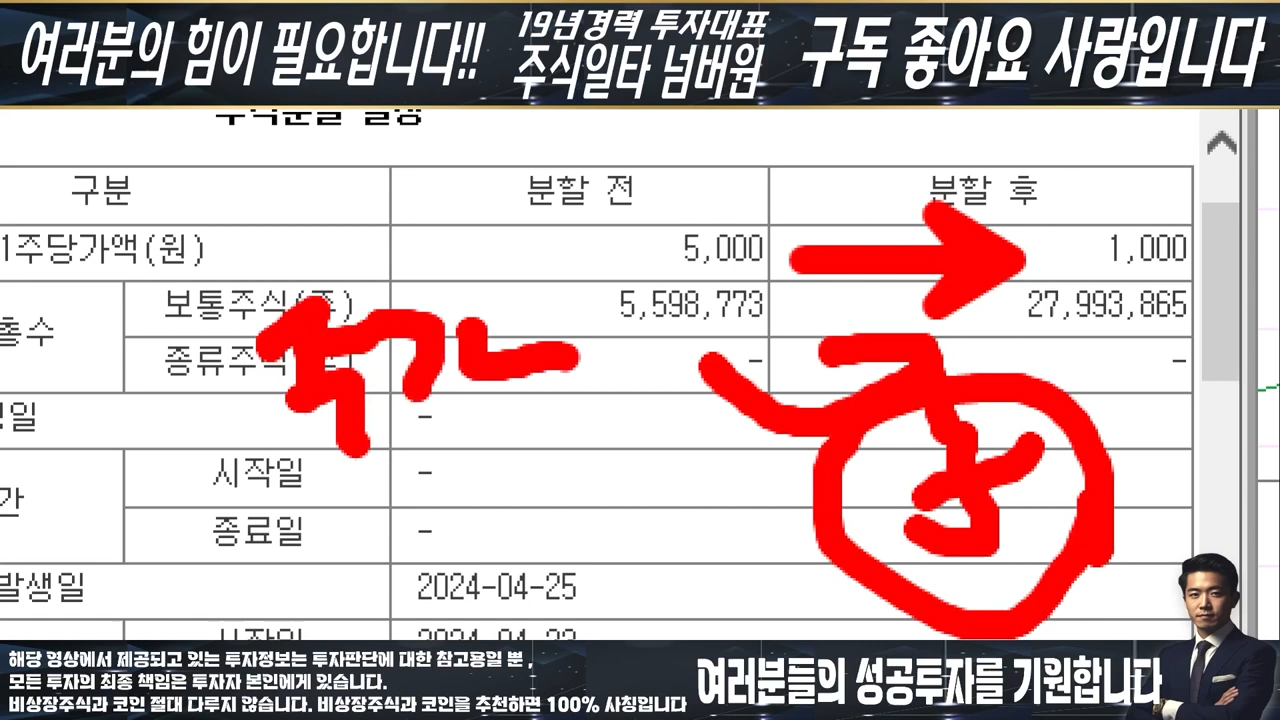 여러분의 힘이 필요합니다!!
19년경력 투자대표
주식일타 넘버원
구독 좋아요 사랑입니다
구분 분할 전 분할 후
1주당가액(원) 5,000 1,000
총수 보통주식(주) 5,598,773 27,993,865
종류주식 - -
일 -
간 시작일 -
종료일 -
발생일 2024-04-25
시작일
해당 영상에서 제공되고 있는 투자정보는 투자판단에 대한 참고용일 뿐 ,
모든 투자의 최종 책임은 투자자 본인에게 있습니다.
비상장주식과 코인 절대 다루지 않습니다. 비상장주식과 코인을 추천하면 100% 사칭입니다
여러분들의 성공투자를 기원합니다